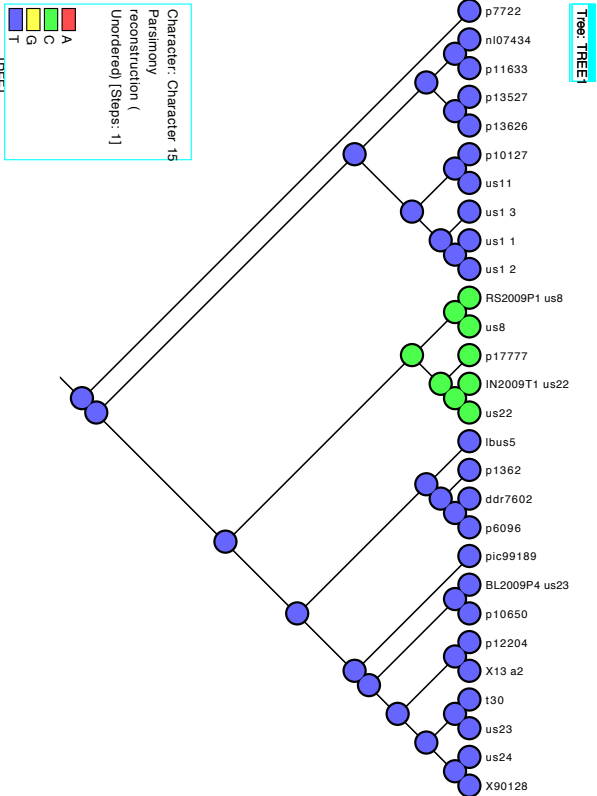 Tree: TREE1
Character: Character 15
Parsimony
reconstruction (
Unordered) [Steps: 1]
A
C
G
T
p7722
nl07434
p11633
p13527
p13626
p10127
us11
us1 3
us1 1
us1 2
RS2009P1 us8
us8
p17777
IN2009T1 us22
us22
lbus5
p1362
ddr7602
p6096
pic99189
BL2009P4 us23
p10650
p12204
X13 a2
t30
us23
us24
X90128